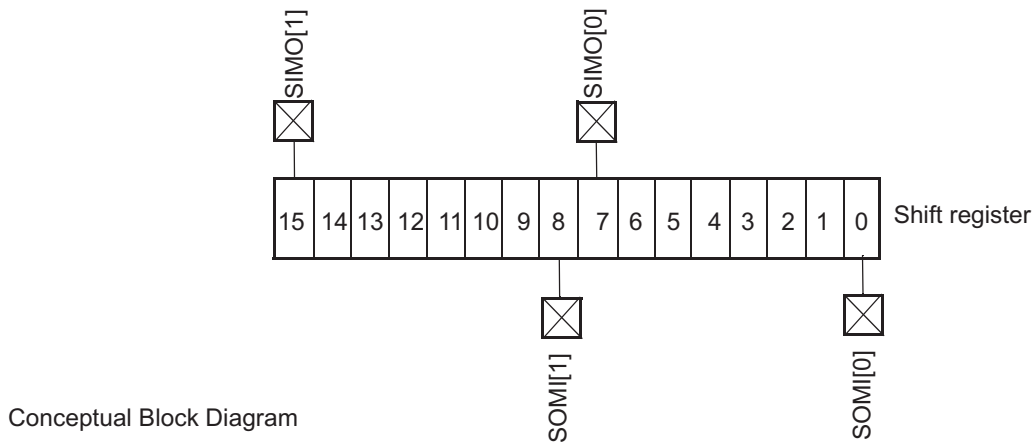 SIMO[1]
SIMO[0]
15 14 13 12 11 10 9 8 7 6 5 4 3 2 1 0
Shift register
SOMI[1]
SOMI[0]
Conceptual Block Diagram